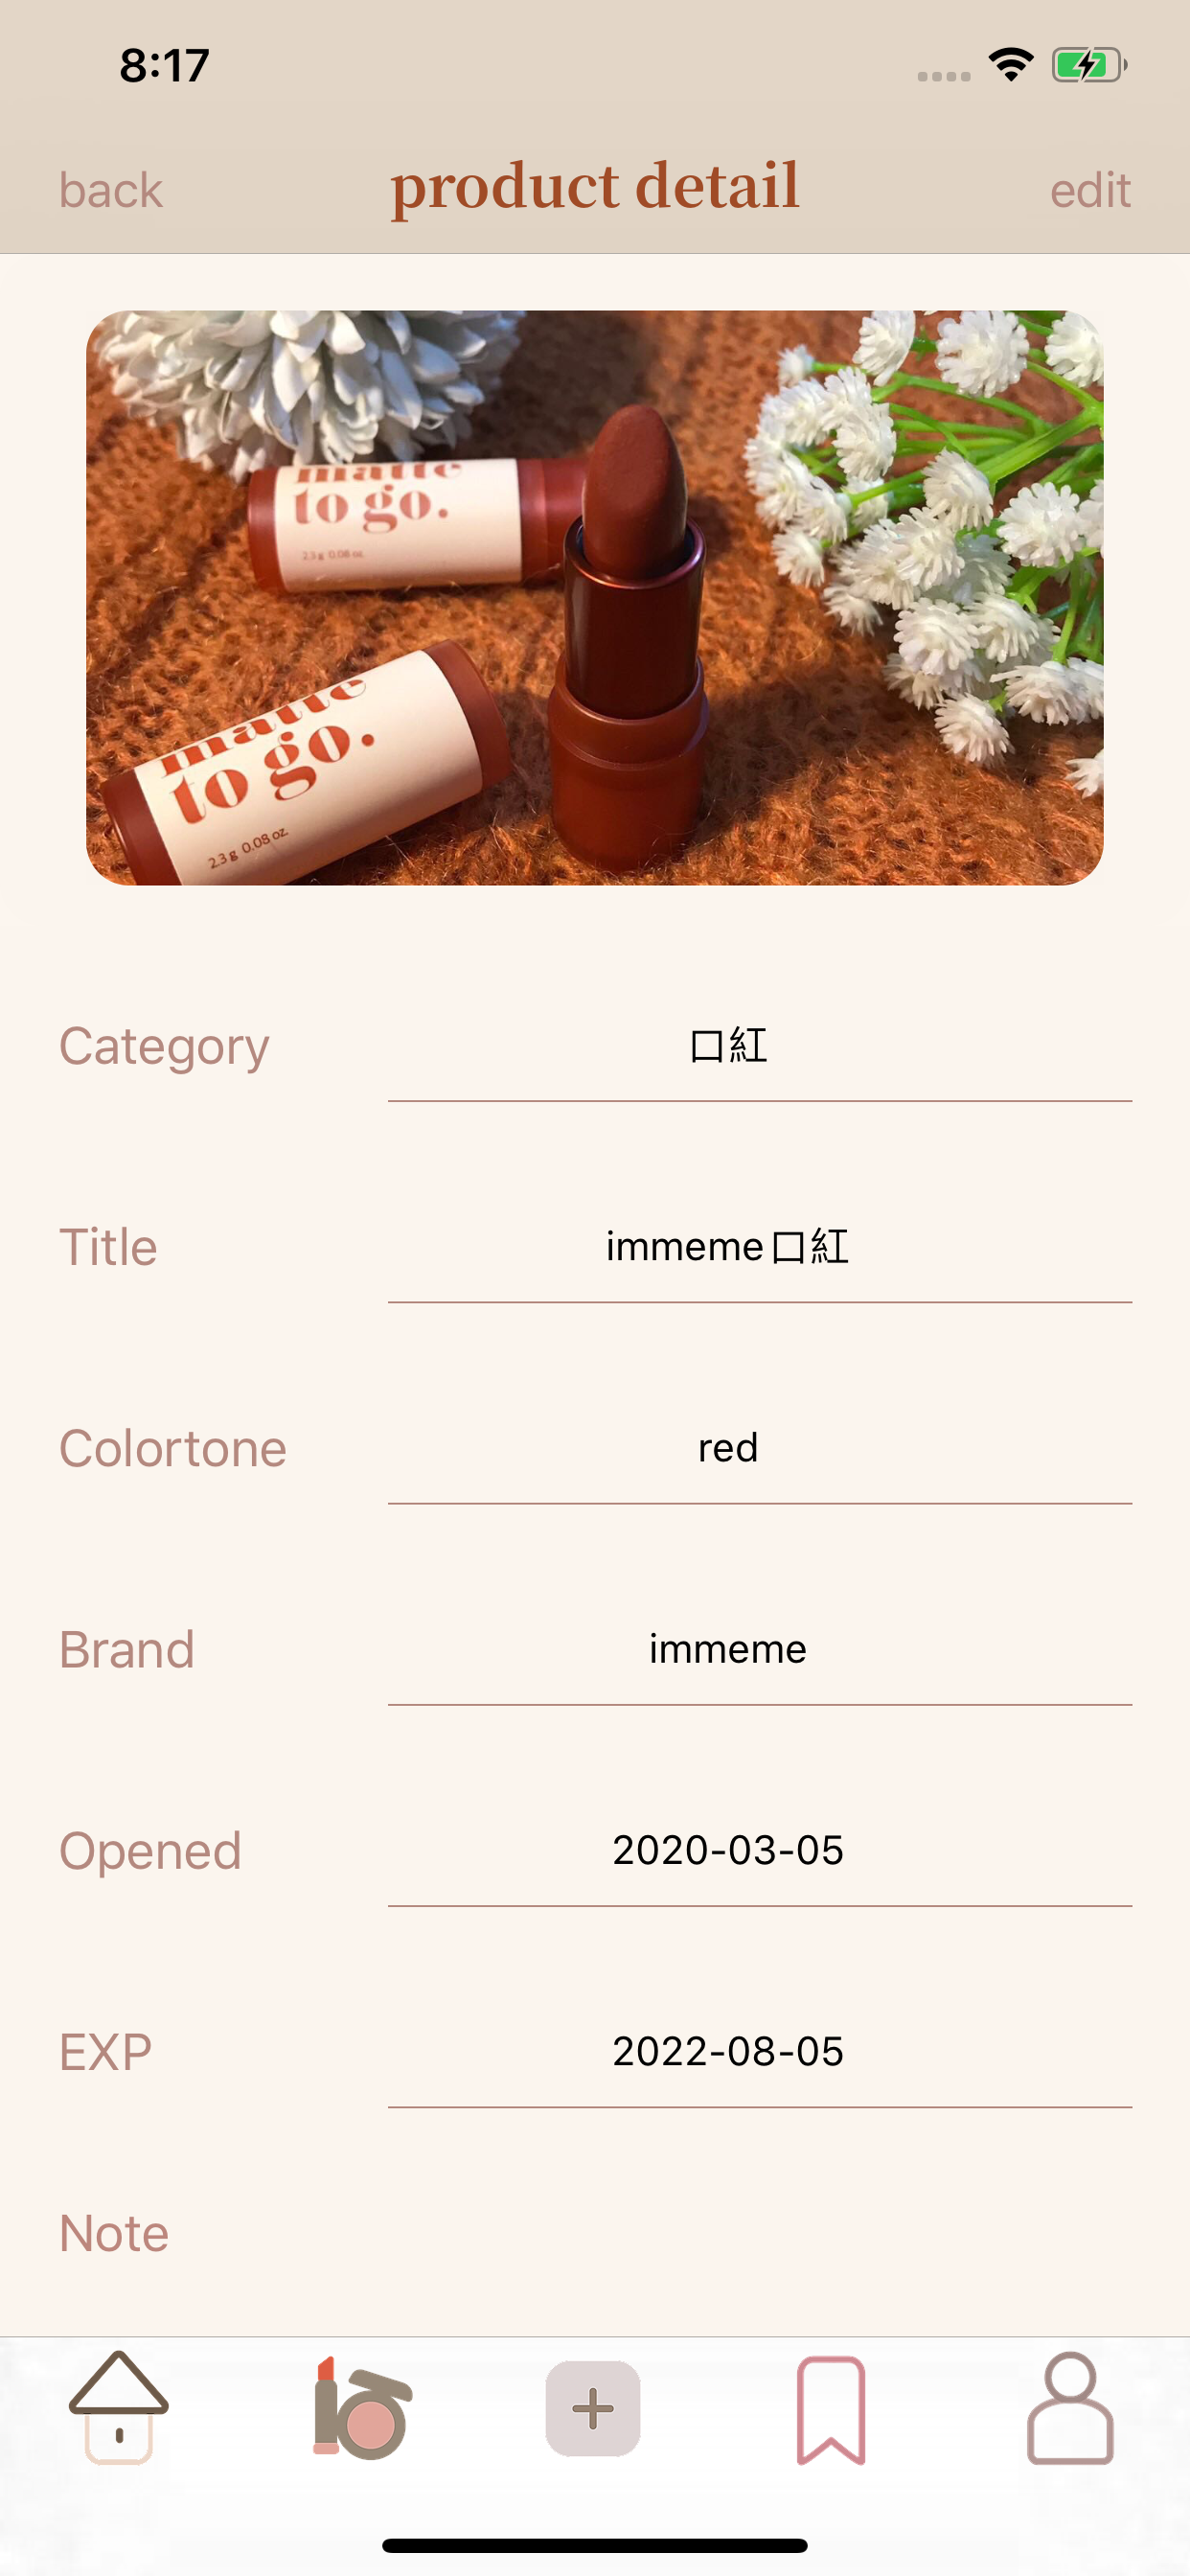 8:17
back product detail edit
matte
to go.
2.3 g 0.08 oz.
matte
to go.
2.3 g 0.08 oz.
Category 口紅
Title immeme口紅
Colortone red
Brand immeme
Opened 2020-03-05
EXP 2022-08-05
Note